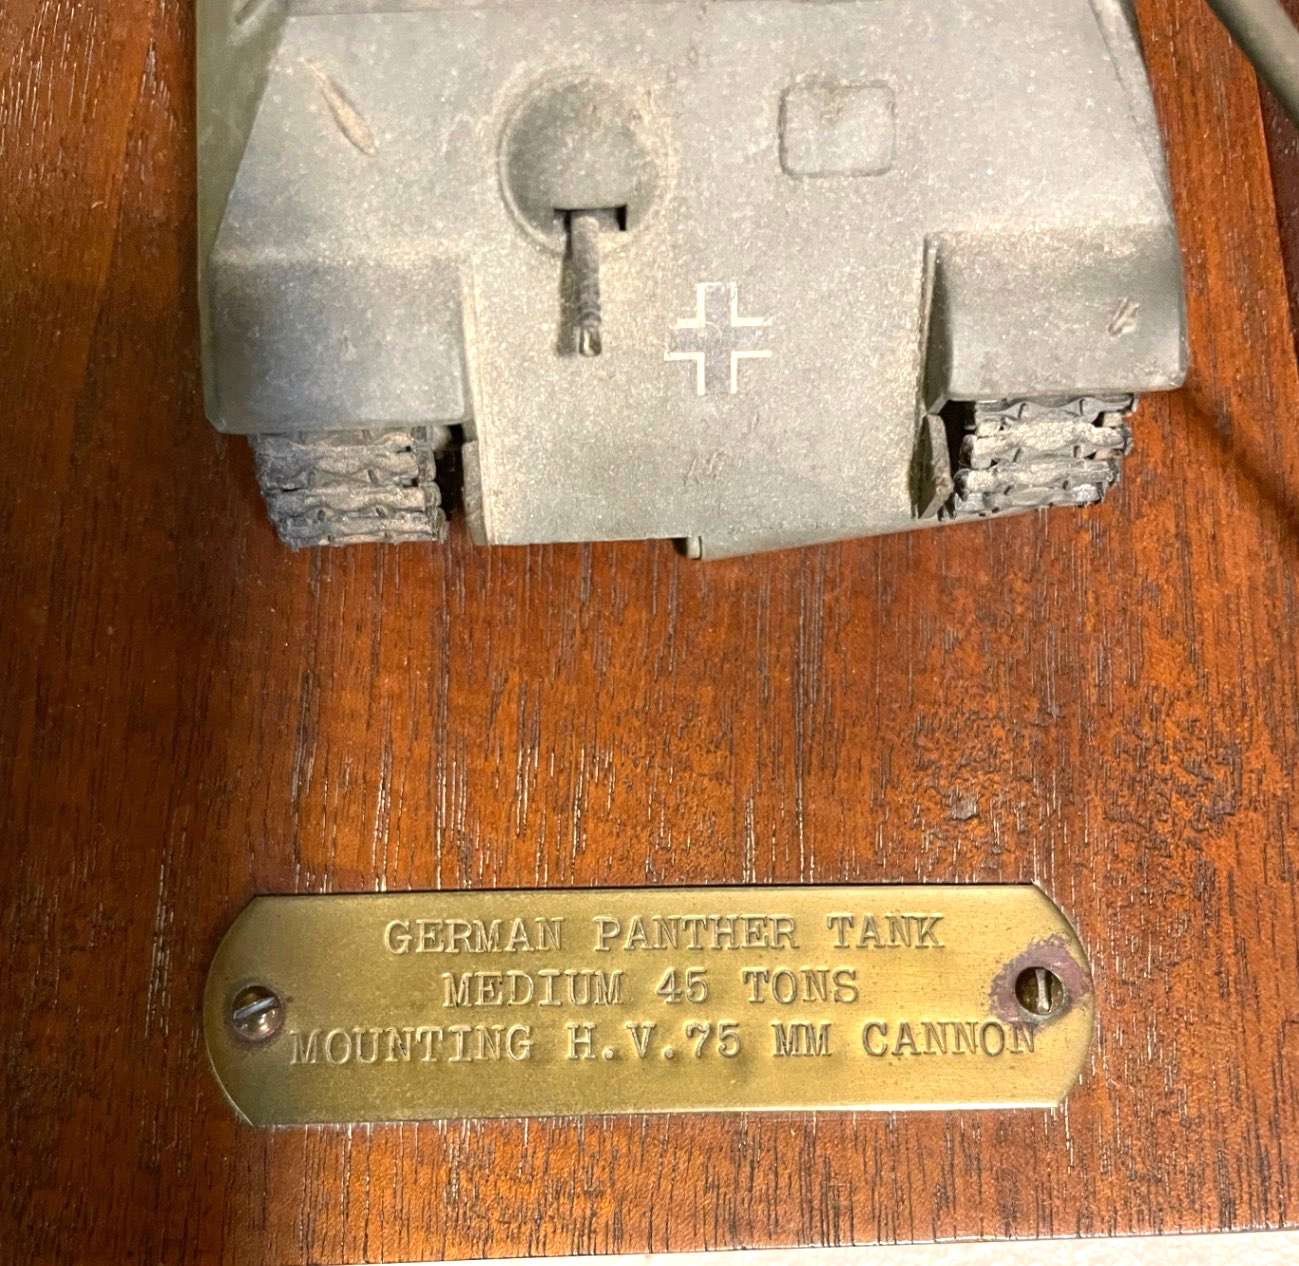 GERMAN PANTHER TANK
MEDIUM 45 TONS
MOUNTING H.V.75 MM CANNON